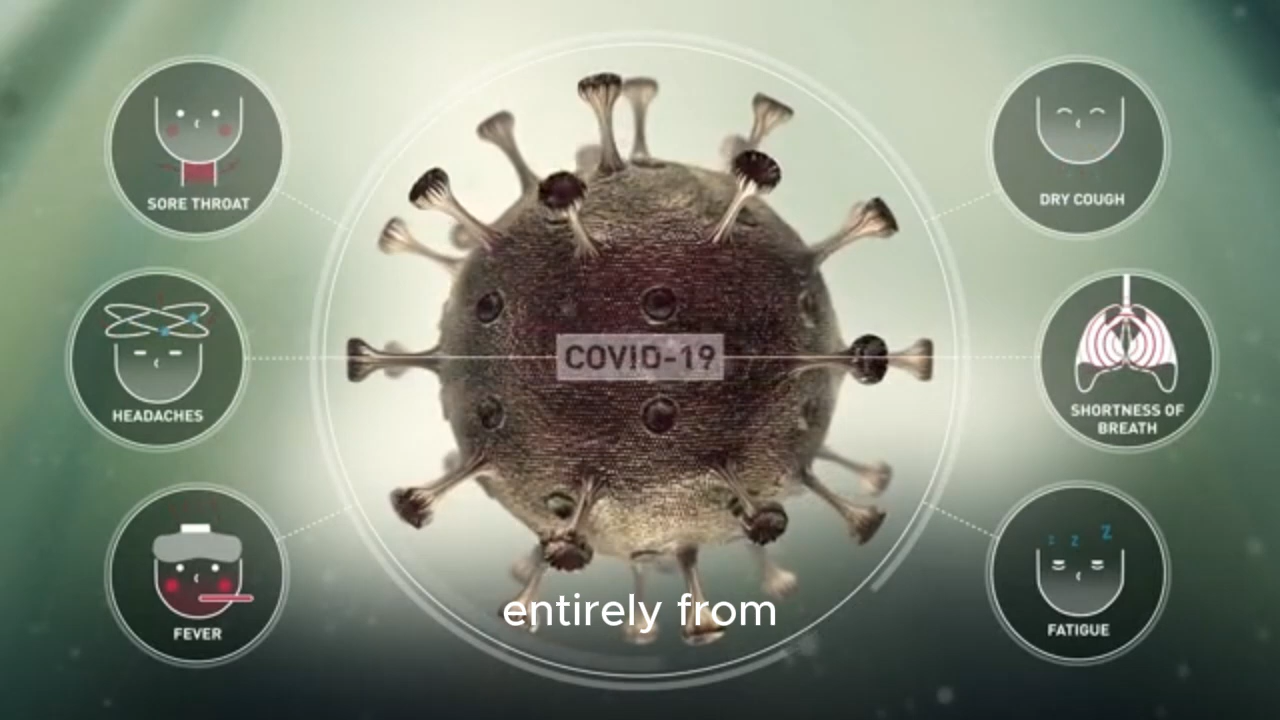 SORE THROAT
DRY COUGH
COVID-19
HEADACHES
SHORTNESS OF
BREATH
entirely from
FEVER
FATIGUE
z z z